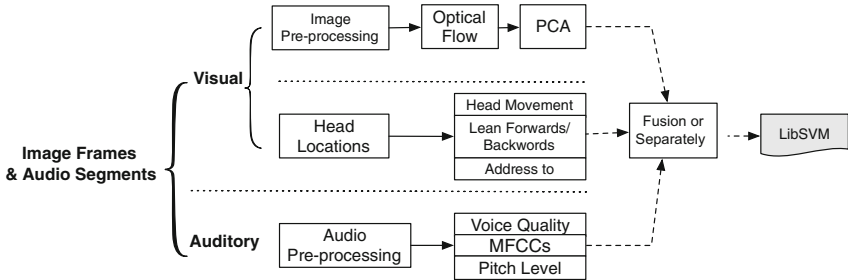 Image
Pre-processing
Optical
Flow
PCA
Visual
Head
Locations
Head Movement
Lean Forwards/
Backwords
Address to
Fusion or
Separately
LibSVM
Image Frames
& Audio Segments
Auditory
Audio
Pre-processing
Voice Quality
MFCCs
Pitch Level